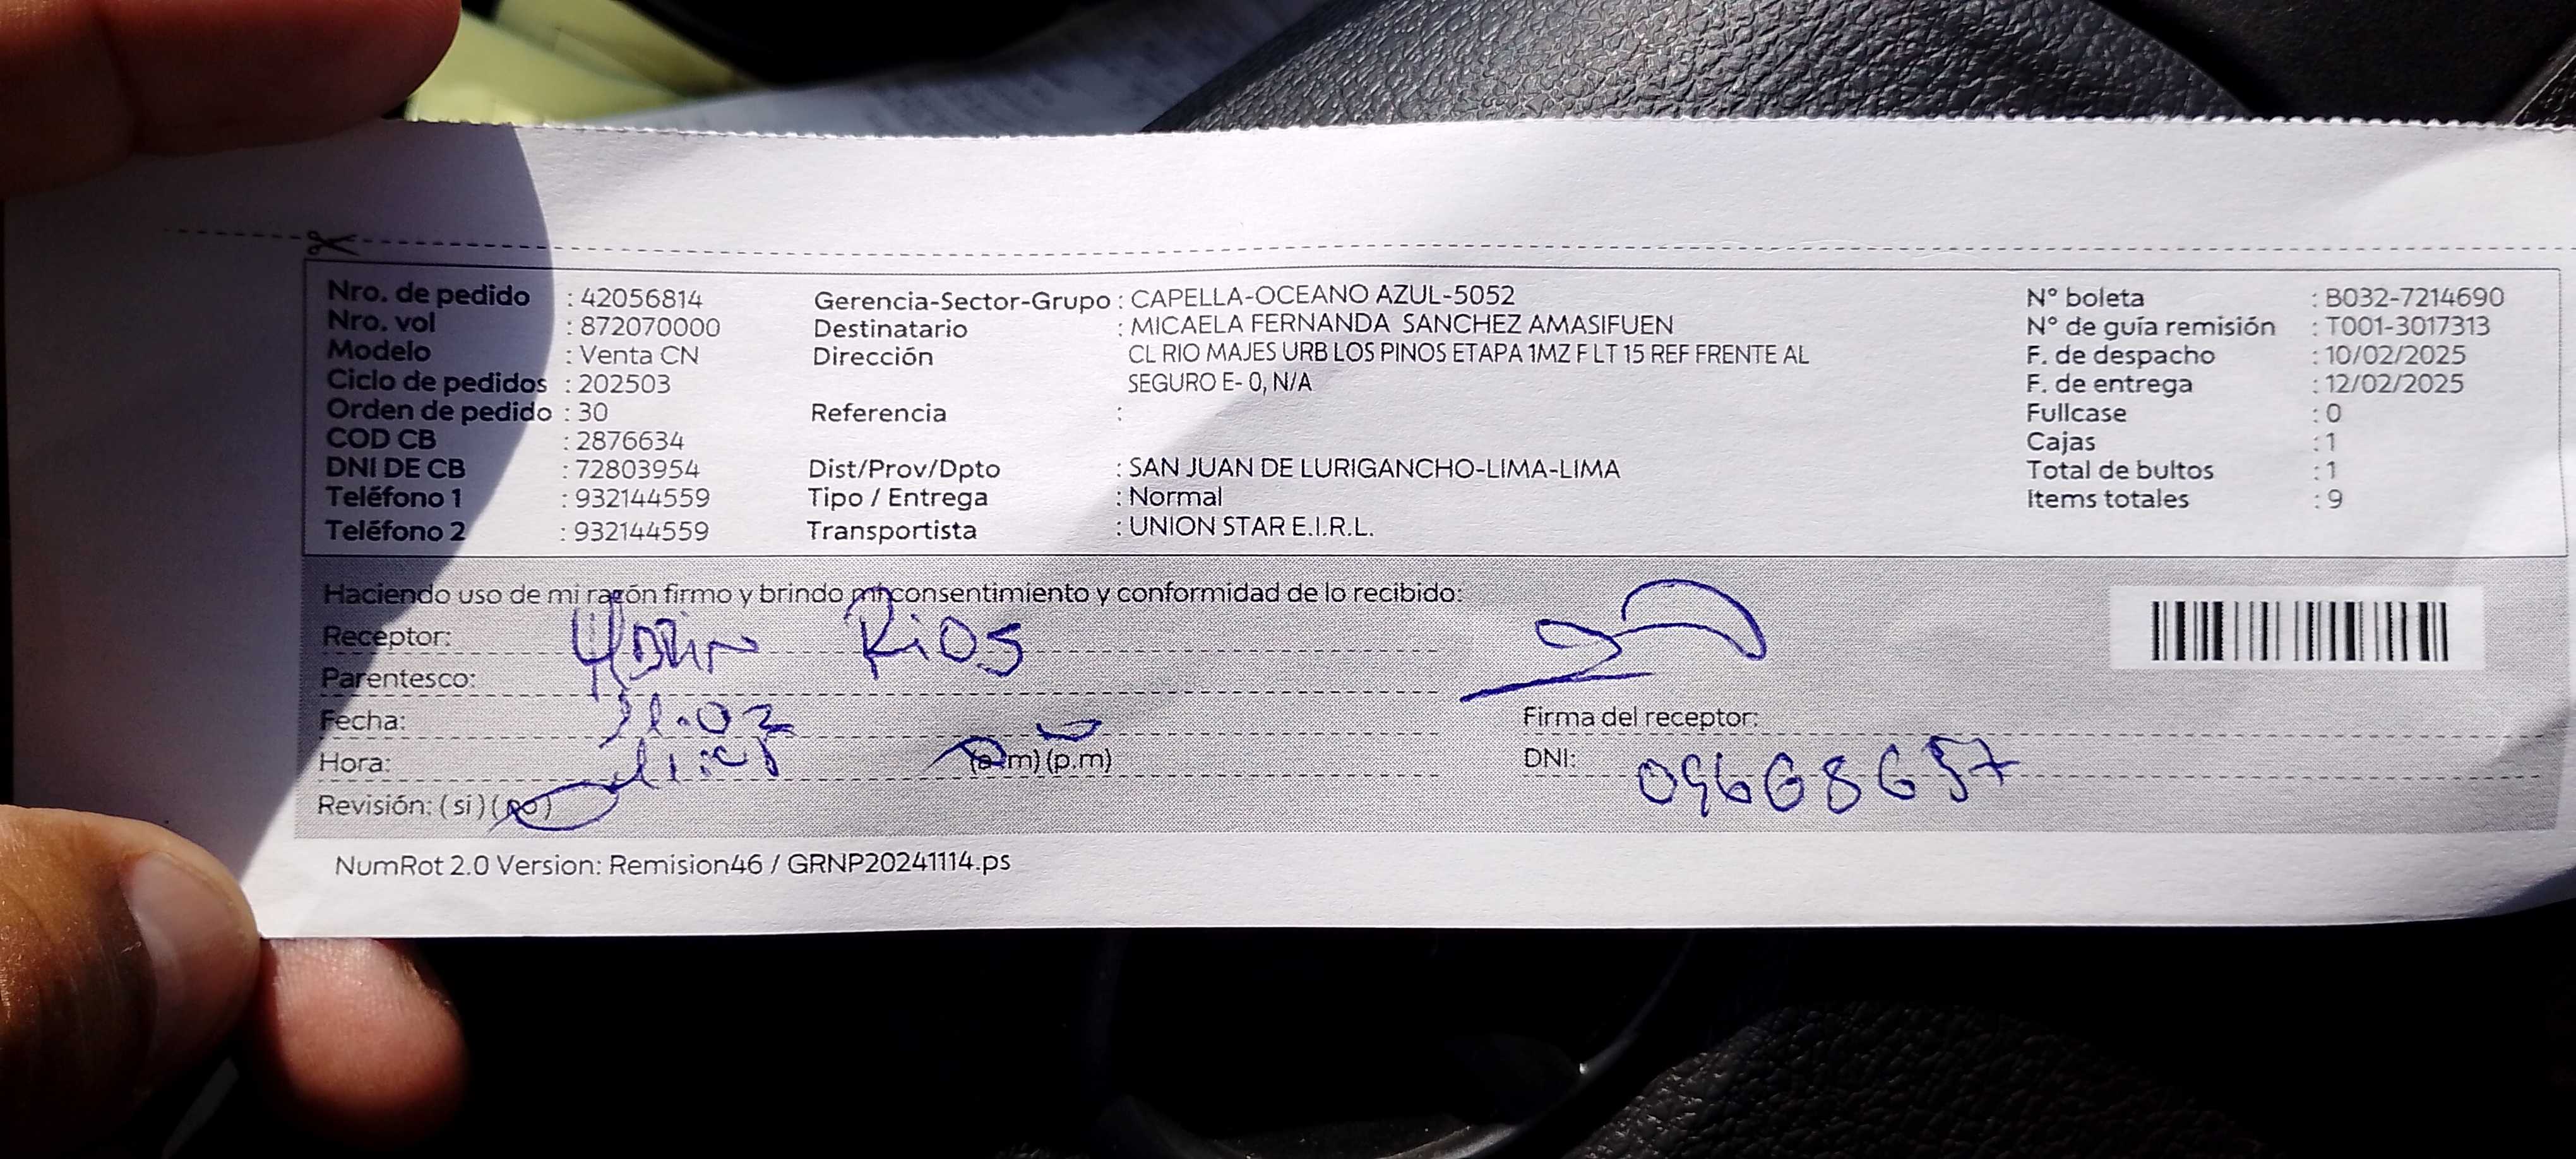 Nro. de pedido : 42056814
Nro. vol : 872070000
Modelo : Venta CN
Ciclo de pedidos : 202503
Orden de pedido : 30
COD CB : 2876634
DNI DE CB : 72803954
Teléfono 1 : 932144559
Teléfono 2 : 932144559
Gerencia-Sector-Grupo : CAPELLA-OCEANO AZUL-5052
Destinatario : MICAELA FERNANDA SANCHEZ AMASIFUEN
Dirección CL RIO MAJES URB LOS PINOS ETAPA 1MZ F LT 15 REF FRENTE AL
SEGURO E- 0, N/A
Referencia :
Dist/Prov/Dpto : SAN JUAN DE LURIGANCHO-LIMA-LIMA
Tipo / Entrega : Normal
Transportista : UNION STAR E.I.R.L.
N° boleta : B032-7214690
N° de guía remisión : T001-3017313
F. de despacho : 10/02/2025
F. de entrega : 12/02/2025
Fullcase : 0
Cajas : 1
Total de bultos : 1
Items totales : 9
Haciendo uso de mi razón firmo y brindo mi consentimiento y conformidad de lo recibido:
Receptor: Rios
Parentesco:
Fecha:
Hora: (a.m) (p.m)
Revisión: (si) (no)
Firma del receptor:
DNI: 09668657
NumRot 2.0 Version: Remision46 / GRNP20241114.ps